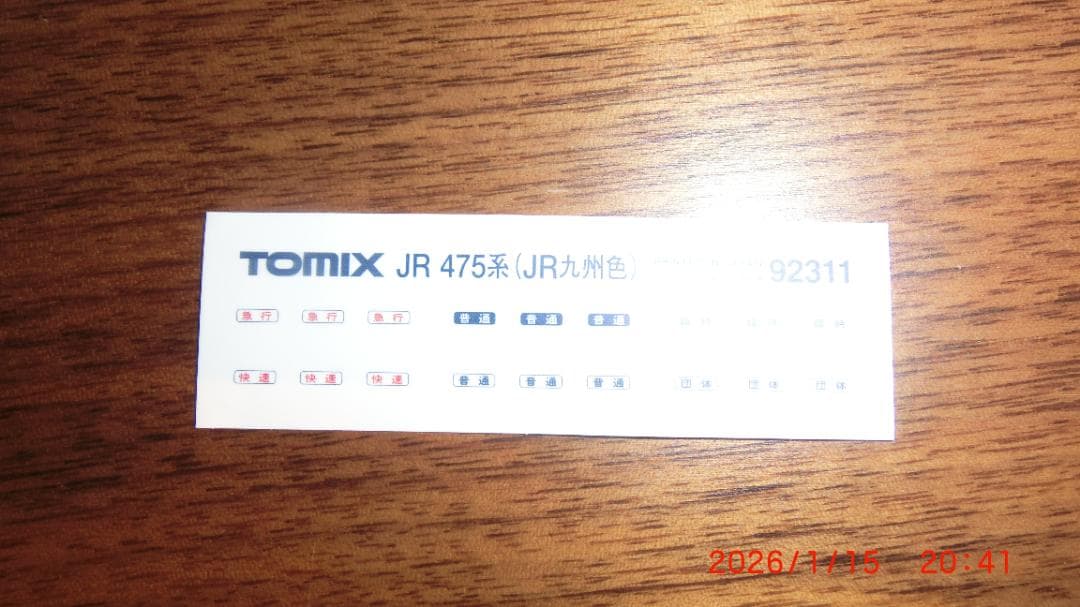 TOMIX JR 475系(JR九州色) 92311
急行 急行 急行 普通 普通 普通
快速 快速 快速 普通 普通 普通 団体 団体 団体
2026/1/15 20:41